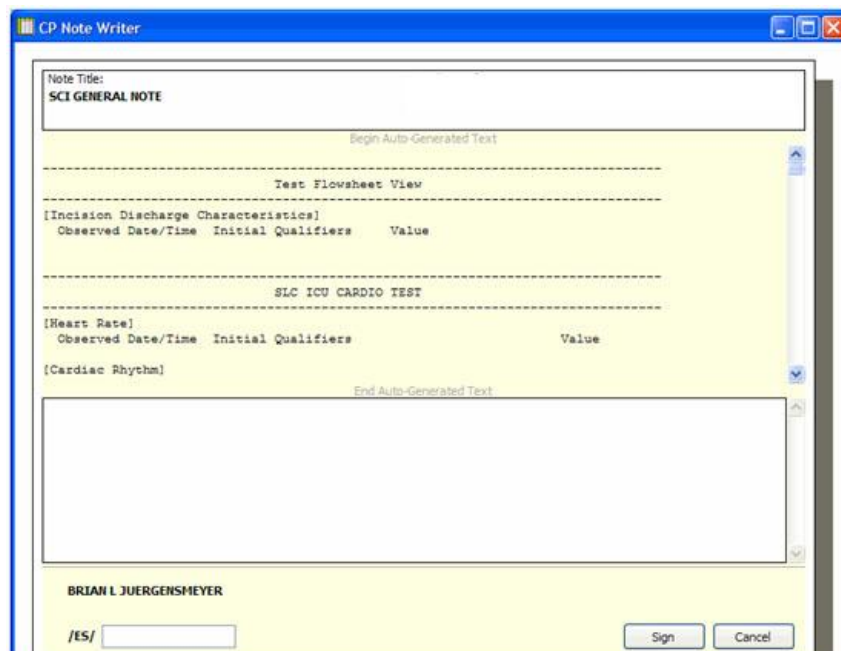 CP Note Writer
Note Title:
SCI GENERAL NOTE
Begin Auto-Generated Text
--------------------------------------------------------------------------------
Test Flowsheet View
--------------------------------------------------------------------------------
[Incision Discharge Characteristics]
Observed Date/Time Initial Qualifiers Value
--------------------------------------------------------------------------------
SLC ICU CARDIO TEST
--------------------------------------------------------------------------------
[Heart Rate]
Observed Date/Time Initial Qualifiers Value
[Cardiac Rhythm]
End Auto-Generated Text
BRIAN L JUERGENSMEYER
/ES/ Sign Cancel